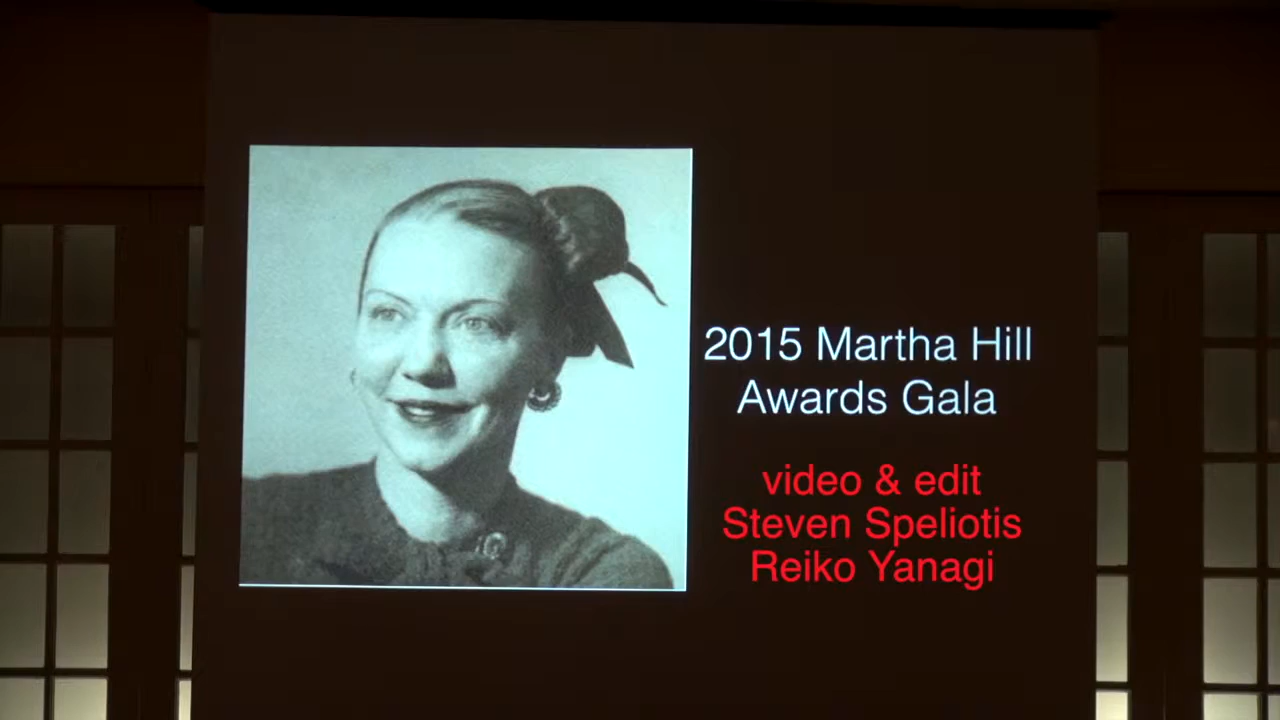 2015 Martha Hill
Awards Gala
video & edit
Steven Speliotis
Reiko Yanagi